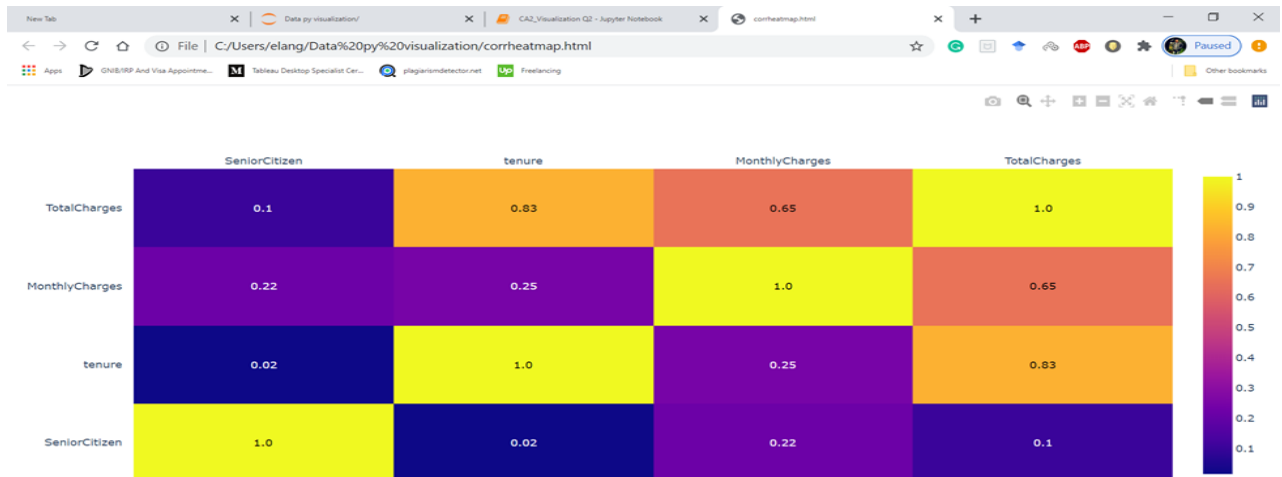 New Tab
Data py visualization/
CA2_Visualization Q2 - Jupyter Notebook
corrheatmap.html
File | C:/Users/elang/Data%20py%20visualization/corrheatmap.html
ABP
Paused
Apps
GNIB/IRP And Visa Appointme...
M Tableau Desktop Specialist Cer...
plagiarismdetector.net
Up Freelancing
Other bookmarks
SeniorCitizen tenure MonthlyCharges TotalCharges
TotalCharges 0.1 0.83 0.65 1.0
MonthlyCharges 0.22 0.25 1.0 0.65
tenure 0.02 1.0 0.25 0.83
SeniorCitizen 1.0 0.02 0.22 0.1
1
0.9
0.8
0.7
0.6
0.5
0.4
0.3
0.2
0.1